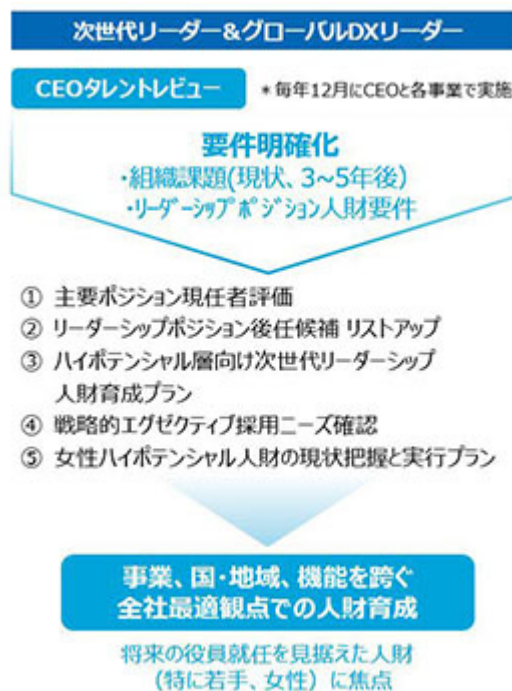 次世代リーダー&グローバルDXリーダー
CEOタレントレビュー
*毎年12月にCEOと各事業で実施
要件明確化
・組織課題(現状、3~5年後)
・ﾘｰﾀﾞｰｼｯﾌﾟﾎﾟｼﾞｼｮﾝ人財要件
① 主要ポジション現任者評価
② リーダーシップポジション後任候補 リストアップ
③ ハイポテンシャル層向け次世代リーダーシップ
人財育成プラン
④ 戦略的エグゼクティブ採用ニーズ確認
⑤ 女性ハイポテンシャル人財の現状把握と実行プラン
事業、国・地域、機能を跨ぐ
全社最適観点での人財育成
将来の役員就任を見据えた人財
(特に若手、女性)に焦点